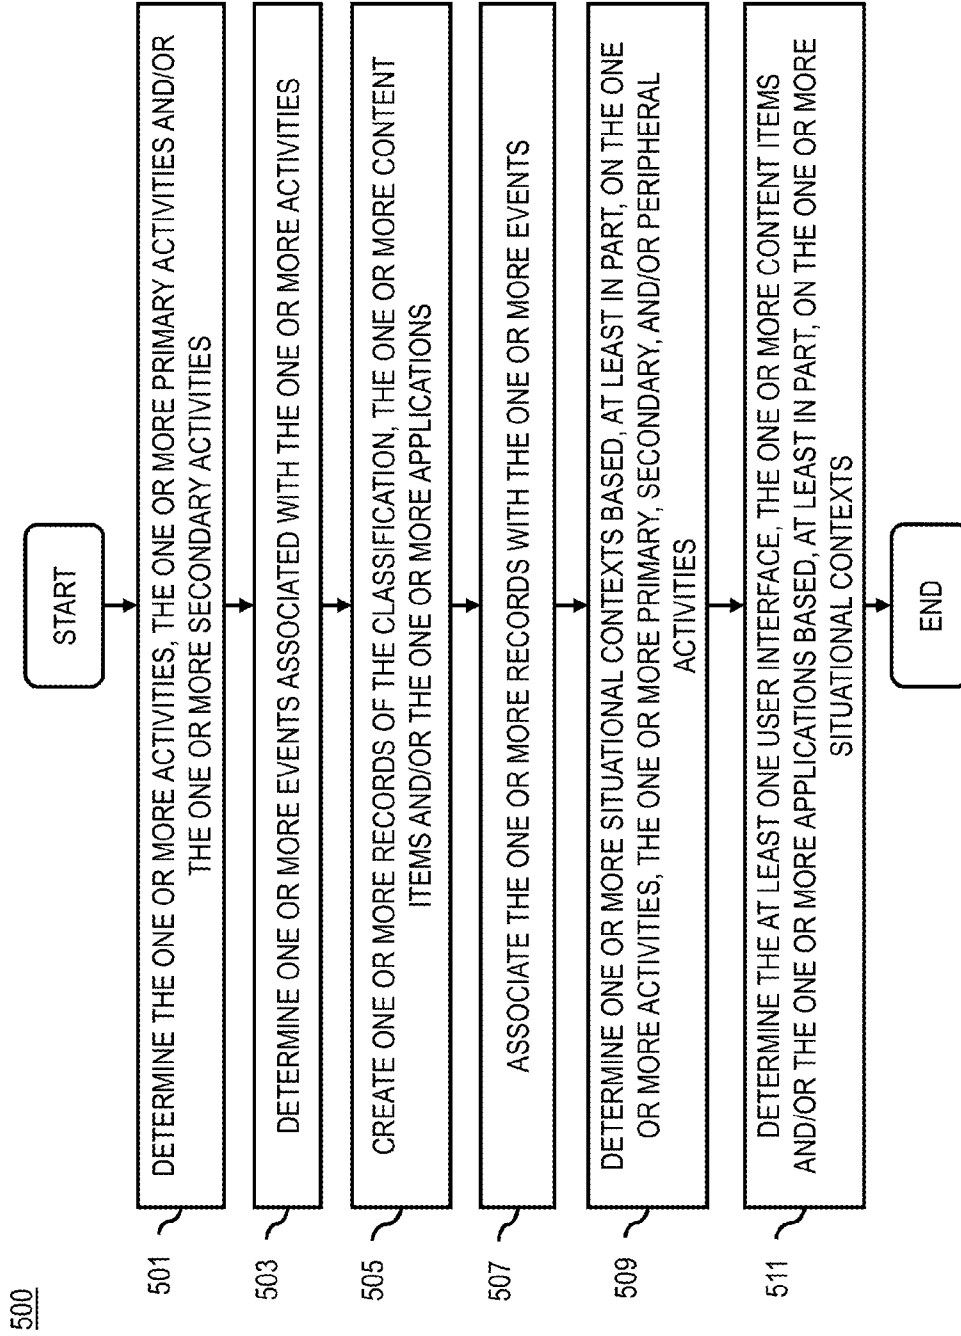 500
START
501
DETERMINE THE ONE OR MORE ACTIVITIES, THE ONE OR MORE PRIMARY ACTIVITIES AND/OR
THE ONE OR MORE SECONDARY ACTIVITIES
503
DETERMINE ONE OR MORE EVENTS ASSOCIATED WITH THE ONE OR MORE ACTIVITIES
505
CREATE ONE OR MORE RECORDS OF THE CLASSIFICATION, THE ONE OR MORE CONTENT
ITEMS AND/OR THE ONE OR MORE APPLICATIONS
507
ASSOCIATE THE ONE OR MORE RECORDS WITH THE ONE OR MORE EVENTS
509
DETERMINE ONE OR MORE SITUATIONAL CONTEXTS BASED, AT LEAST IN PART, ON THE ONE
OR MORE ACTIVITIES, THE ONE OR MORE PRIMARY, SECONDARY, AND/OR PERIPHERAL
ACTIVITIES
511
DETERMINE THE AT LEAST ONE USER INTERFACE, THE ONE OR MORE CONTENT ITEMS
AND/OR THE ONE OR MORE APPLICATIONS BASED, AT LEAST IN PART, ON THE ONE OR MORE
SITUATIONAL CONTEXTS
END